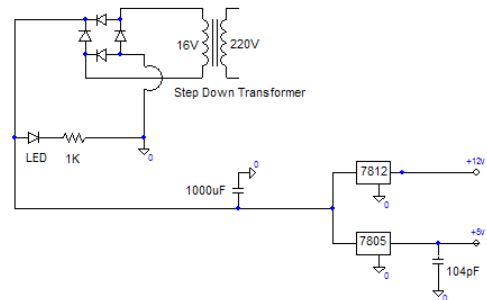 16V
220V
Step Down Transformer
LED
1K
0
0
1000uF
7812
+12v
0
7805
+5v
0
104pF
0